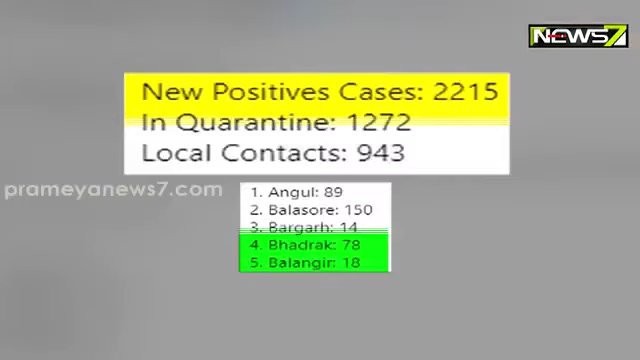 NEWS7
New Positives Cases: 2215
In Quarantine: 1272
Local Contacts: 943
prameyanews7.com
1. Angul: 89
2. Balasore: 150
3. Bargarh: 14
4. Bhadrak: 78
5. Balangir: 18